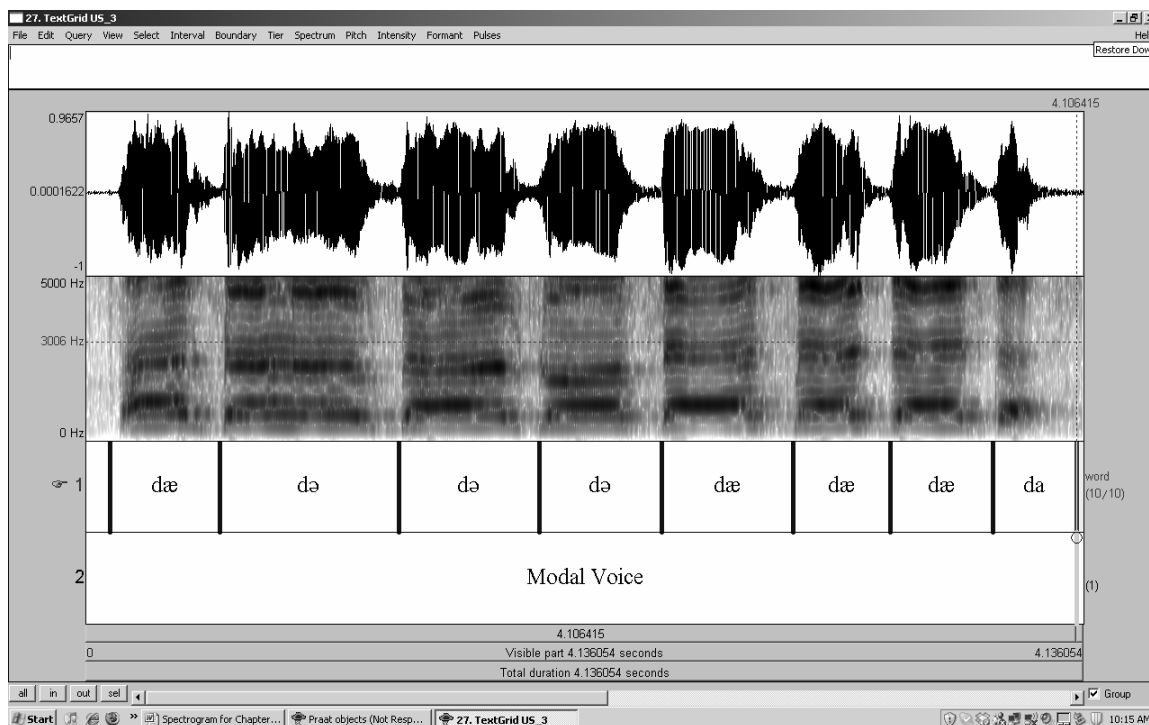 27. TextGrid US_3
File Edit Query View Select Interval Boundary Tier Spectrum Pitch Intensity Formant Pulses Hel
Restore Dow
4.106415
0.9657
0.0001622
-1
5000 Hz
3006 Hz
0 Hz
1 dæ də də də dæ dæ dæ da word
(10/10)
2 Modal Voice (1)
4.106415
0 Visible part 4.136054 seconds 4.136054
Total duration 4.136054 seconds
all in out sel Group
Start » Spectrogram for Chapter... Praat objects (Not Resp... 27. TextGrid US_3 10:15 AM